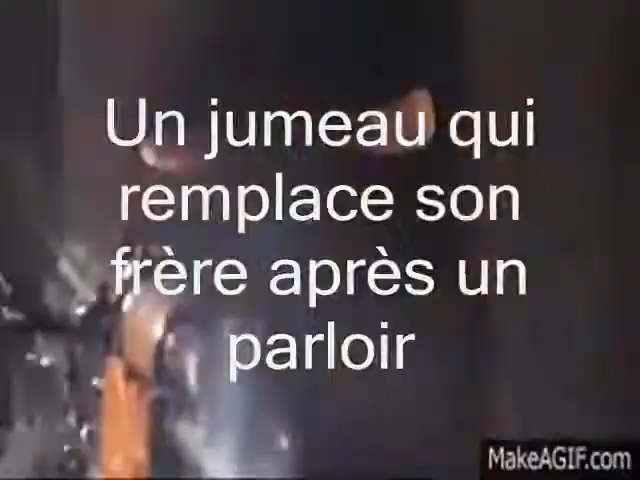 Un jumeau qui
remplace son
frère après un
parloir
MakeAGIF.com